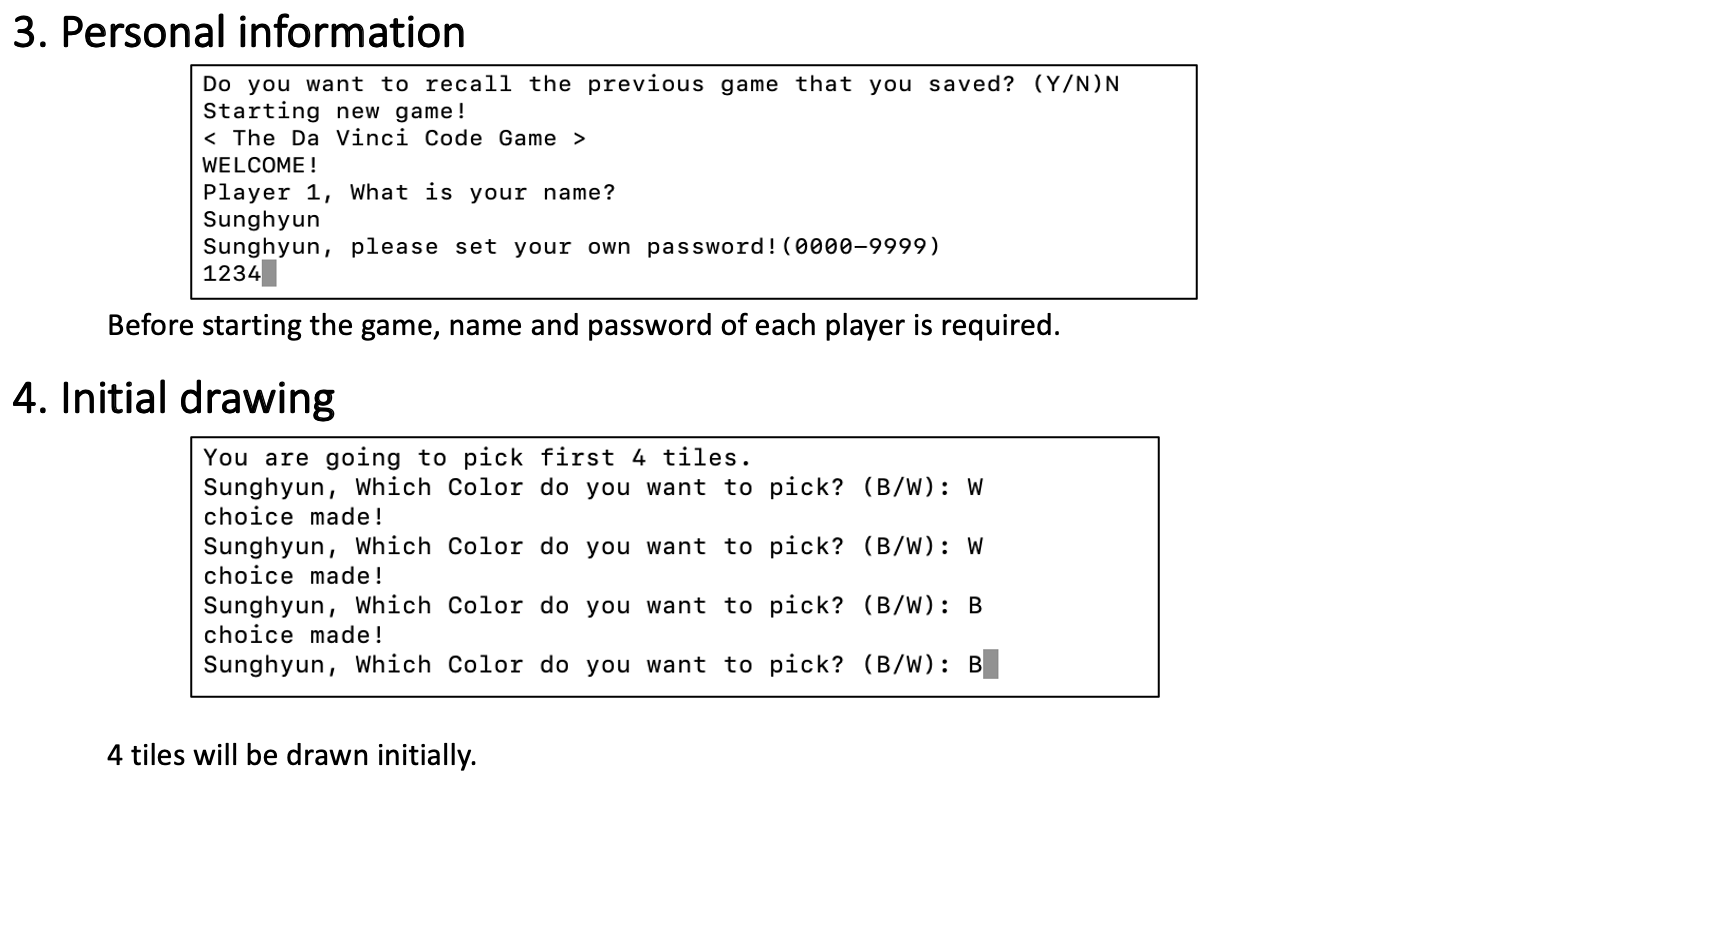 3. Personal information
Do you want to recall the previous game that you saved? (Y/N)N
Starting new game!
< The Da Vinci Code Game >
WELCOME!
Player 1, What is your name?
Sunghyun
Sunghyun, please set your own password!(0000-9999)
1234
Before starting the game, name and password of each player is required.
4. Initial drawing
You are going to pick first 4 tiles.
Sunghyun, Which Color do you want to pick? (B/W): W
choice made!
Sunghyun, Which Color do you want to pick? (B/W): W
choice made!
Sunghyun, Which Color do you want to pick? (B/W): B
choice made!
Sunghyun, Which Color do you want to pick? (B/W): B
4 tiles will be drawn initially.